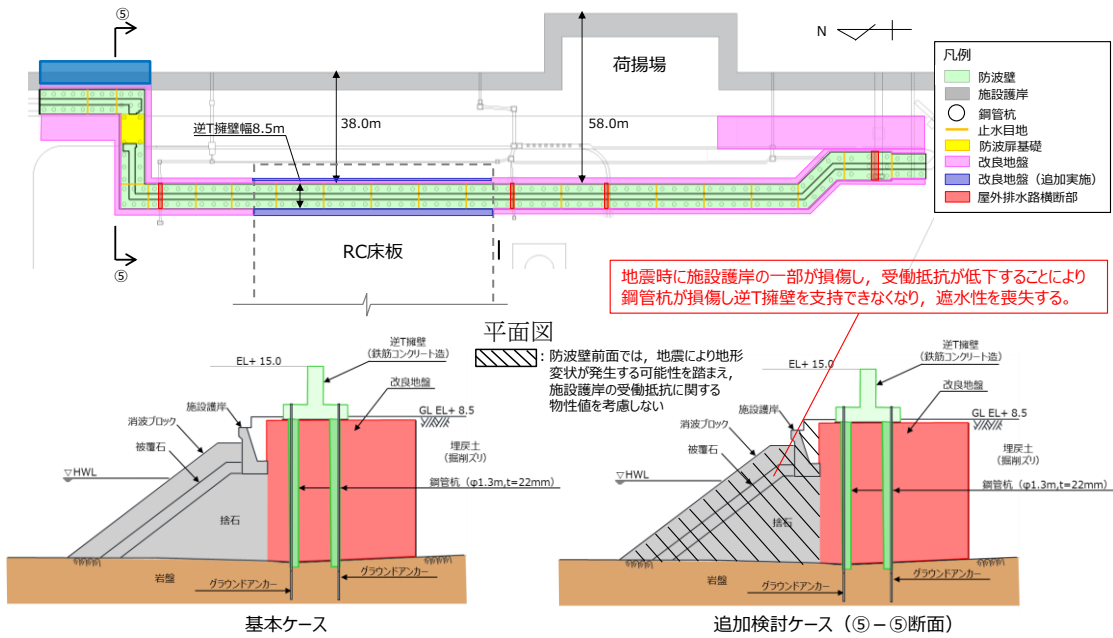 ⑤
荷揚場
N
凡例
防波壁
施設護岸
鋼管杭
止水目地
防波扉基礎
改良地盤
改良地盤(追加実施)
屋外排水路横断部
逆T擁壁幅8.5m
38.0m
58.0m
⑤
RC床板
地震時に施設護岸の一部が損傷し,受働抵抗が低下することにより
鋼管杭が損傷し逆T擁壁を支持できなくなり,遮水性を喪失する。
平面図
:防波壁前面では,地震により地形
変状が発生する可能性を踏まえ,
施設護岸の受働抵抗に関する
物性値を考慮しない
逆T擁壁
(鉄筋コンクリート造)
EL+ 15.0
改良地盤
施設護岸
GL EL+ 8.5
消波ブロック
被覆石
埋戻土
(掘削ズリ)
▽HWL
鋼管杭(φ1.3m,t=22mm)
捨石
グラウンドアンカー
岩盤
グラウンドアンカー
基本ケース
逆T擁壁
(鉄筋コンクリート造)
EL+ 15.0
改良地盤
施設護岸
GL EL+ 8.5
消波ブロック
被覆石
埋戻土
(掘削ズリ)
▽HWL
鋼管杭(φ1.3m,t=22mm)
捨石
グラウンドアンカー
岩盤
グラウンドアンカー
追加検討ケース(⑤-⑤断面)